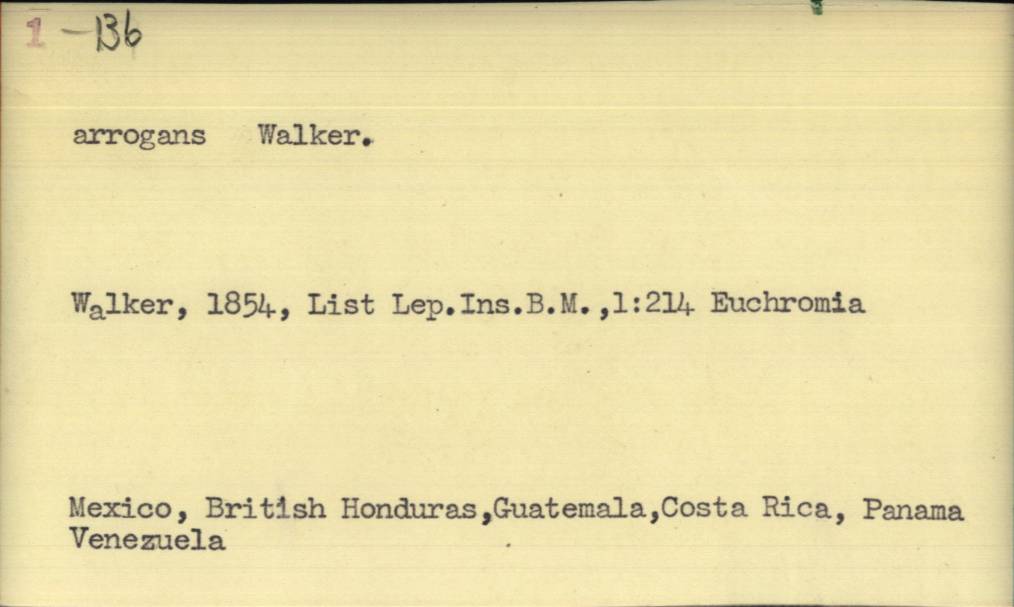 1 - 136
arrogans Walker.
Walker, 1854, List Lep.Ins.B.M.,1:214 Euchromia
Mexico, British Honduras,Guatemala,Costa Rica, Panama
Venezuela